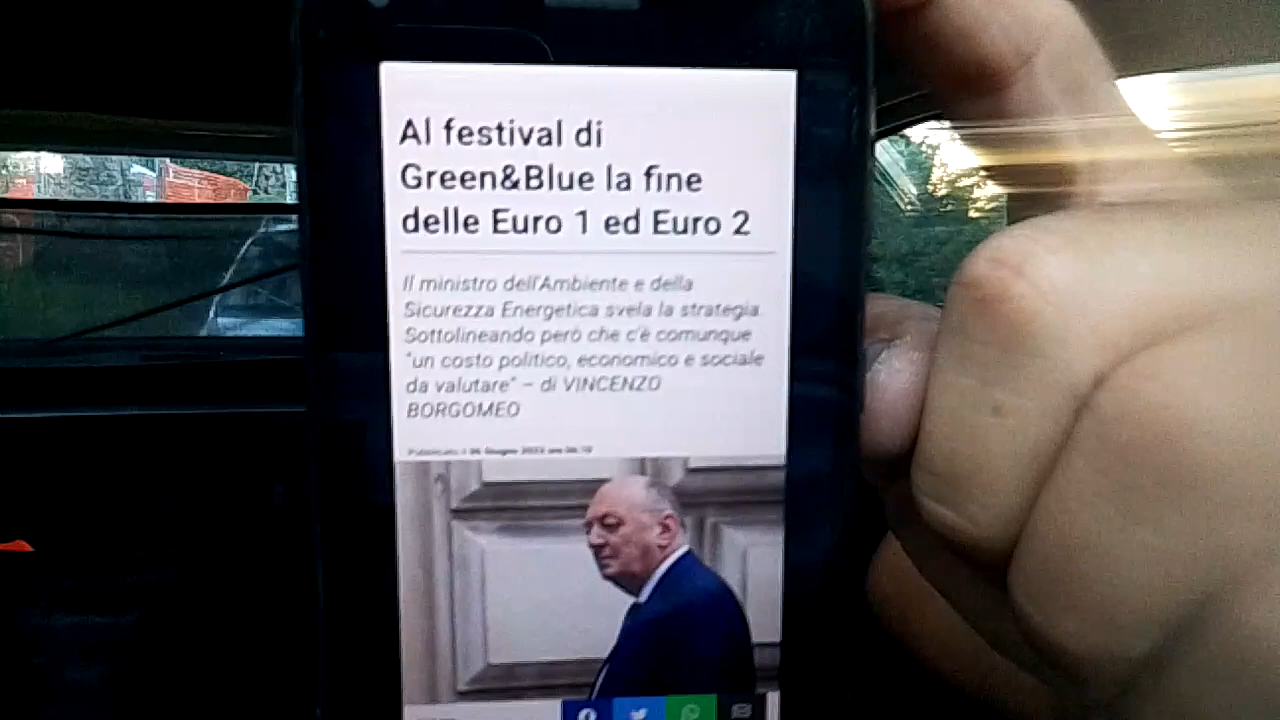 Al festival di
Green&Blue la fine
delle Euro 1 ed Euro 2
Il ministro dell'Ambiente e della
Sicurezza Energetica svela la strategia.
Sottolineando però che c'è comunque
"un costo politico, economico e sociale
da valutare" – di VINCENZO
BORGOMEO